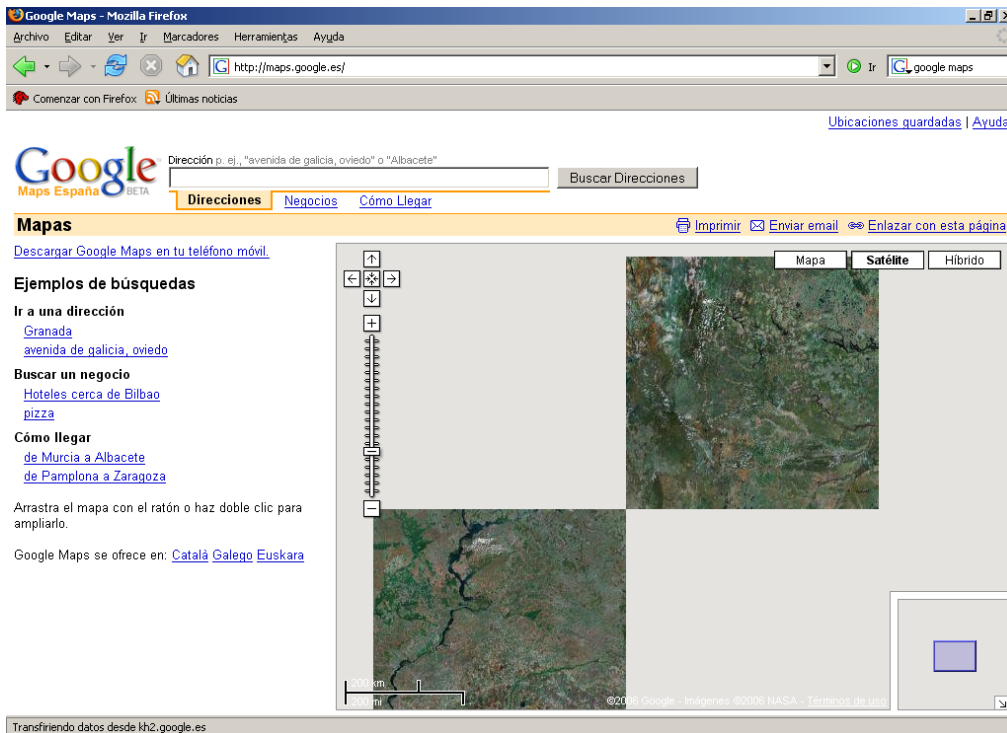 Google Maps - Mozilla Firefox
Archivo Editar Ver Ir Marcadores Herramientas Ayuda
http://maps.google.es/ Ir google maps
Comenzar con Firefox Últimas noticias
Ubicaciones guardadas | Ayuda
Google Maps España BETA
Dirección p. ej., "avenida de galicia, oviedo" o "Albacete"
Buscar Direcciones
Direcciones Negocios Cómo Llegar
Mapas Imprimir Enviar email Enlazar con esta página
Descargar Google Maps en tu teléfono móvil.
Mapa Satélite Híbrido
Ejemplos de búsquedas
Ir a una dirección
Granada
avenida de galicia, oviedo
Buscar un negocio
Hoteles cerca de Bilbao
pizza
Cómo llegar
de Murcia a Albacete
de Pamplona a Zaragoza
Arrastra el mapa con el ratón o haz doble clic para
ampliarlo.
Google Maps se ofrece en: Català Galego Euskara
200 km
200 mi
©2006 Google - Imágenes ©2006 NASA - Términos de uso
Transfiriendo datos desde kh2.google.es